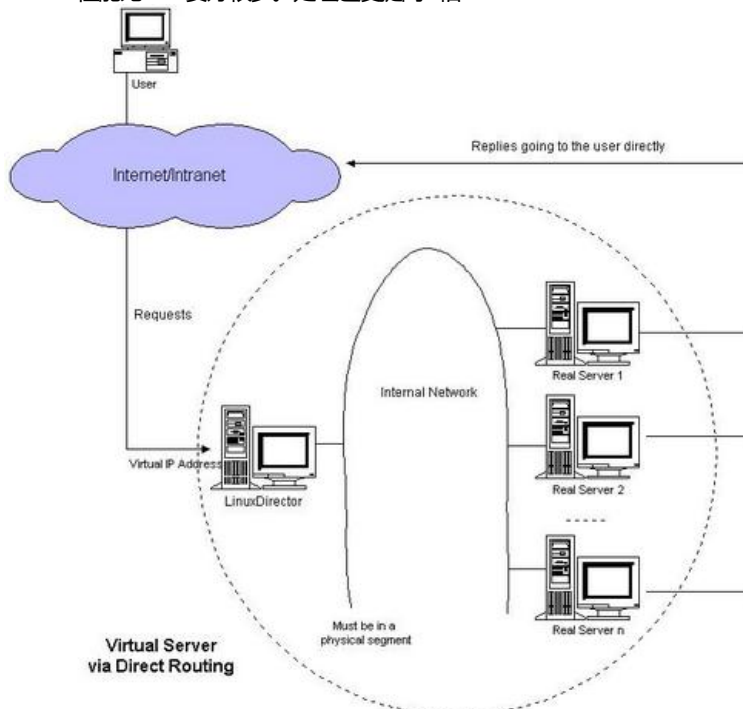 User
Internet/Intranet
Replies going to the user directly
Requests
Internal Network
Real Server 1
Virtual IP Address
LinuxDirector
Real Server 2
Must be in a
physical segment
Real Server n
Virtual Server
via Direct Routing